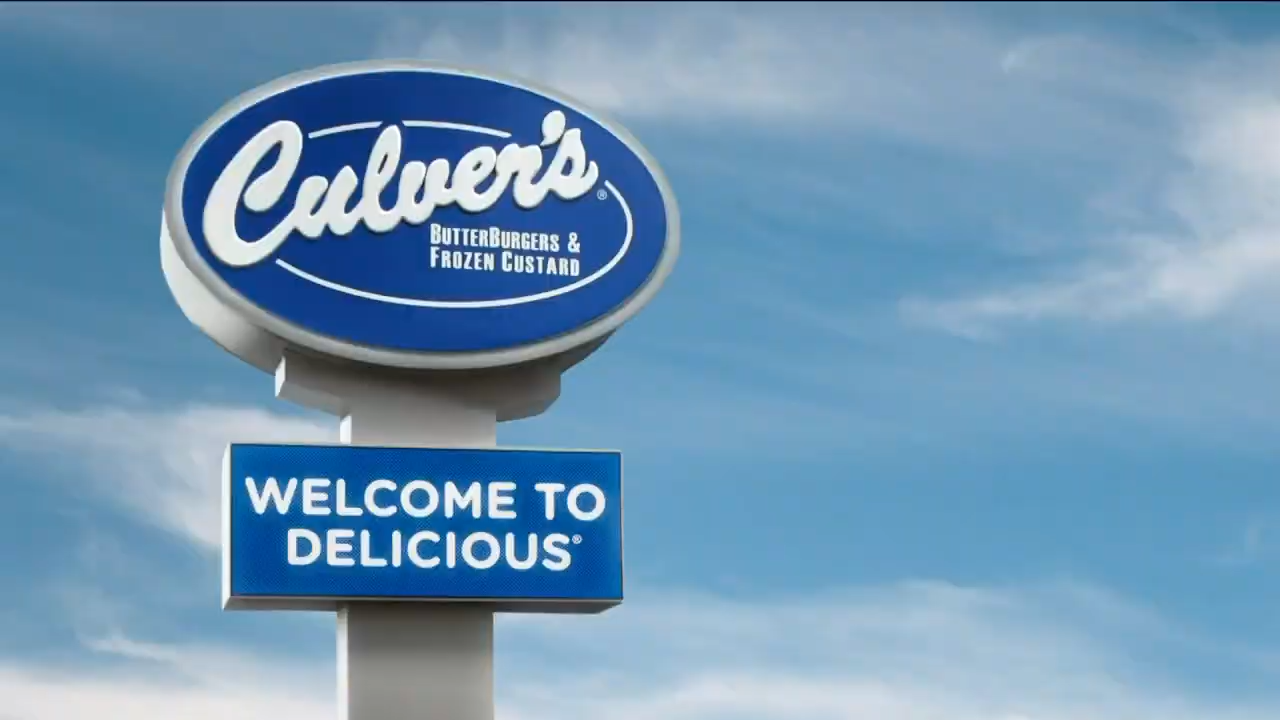 Culver's®
BUTTERBURGERS &
FROZEN CUSTARD
WELCOME TO
DELICIOUS®